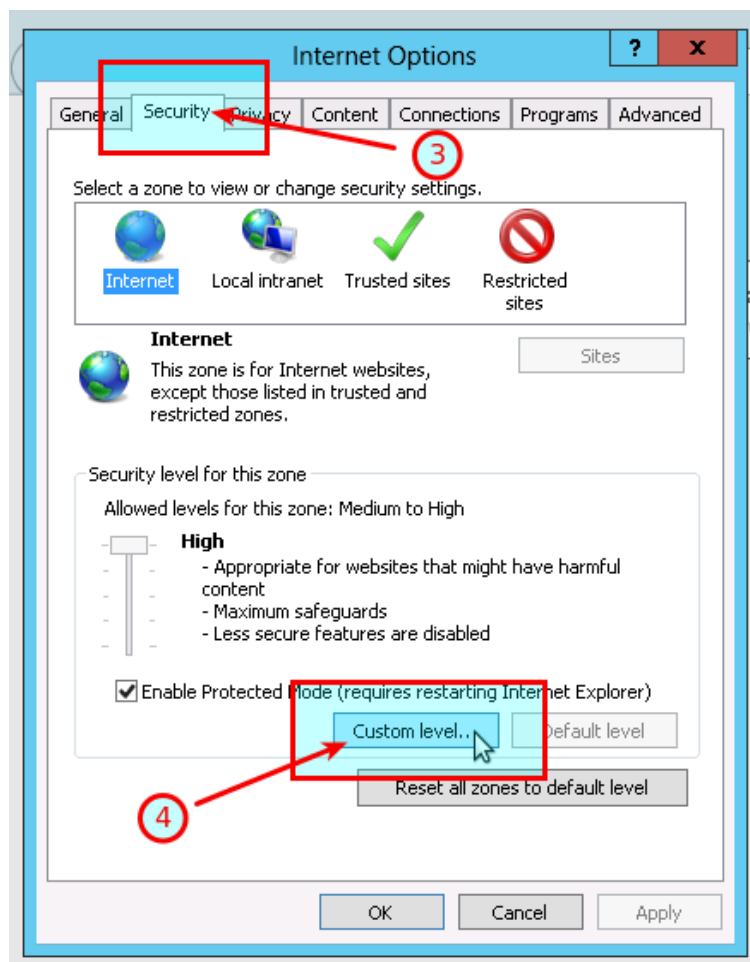 Internet Options
?
x
General Security Privacy Content Connections Programs Advanced
3
Select a zone to view or change security settings.
Internet Local intranet Trusted sites Restricted
sites
Internet
Sites
This zone is for Internet websites,
except those listed in trusted and
restricted zones.
Security level for this zone
Allowed levels for this zone: Medium to High
High
- Appropriate for websites that might have harmful
content
- Maximum safeguards
- Less secure features are disabled
Enable Protected Mode (requires restarting Internet Explorer)
Custom level... Default level
4
Reset all zones to default level
OK Cancel Apply